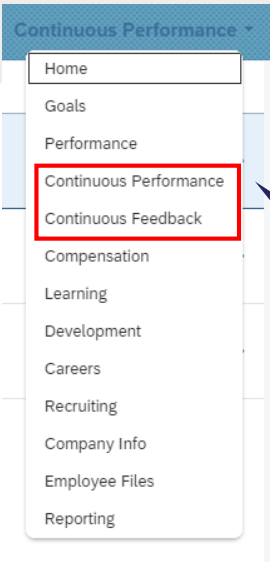 Continuous Performance
Home
Goals
Performance
Continuous Performance
Continuous Feedback
Compensation
Learning
Development
Careers
Recruiting
Company Info
Employee Files
Reporting